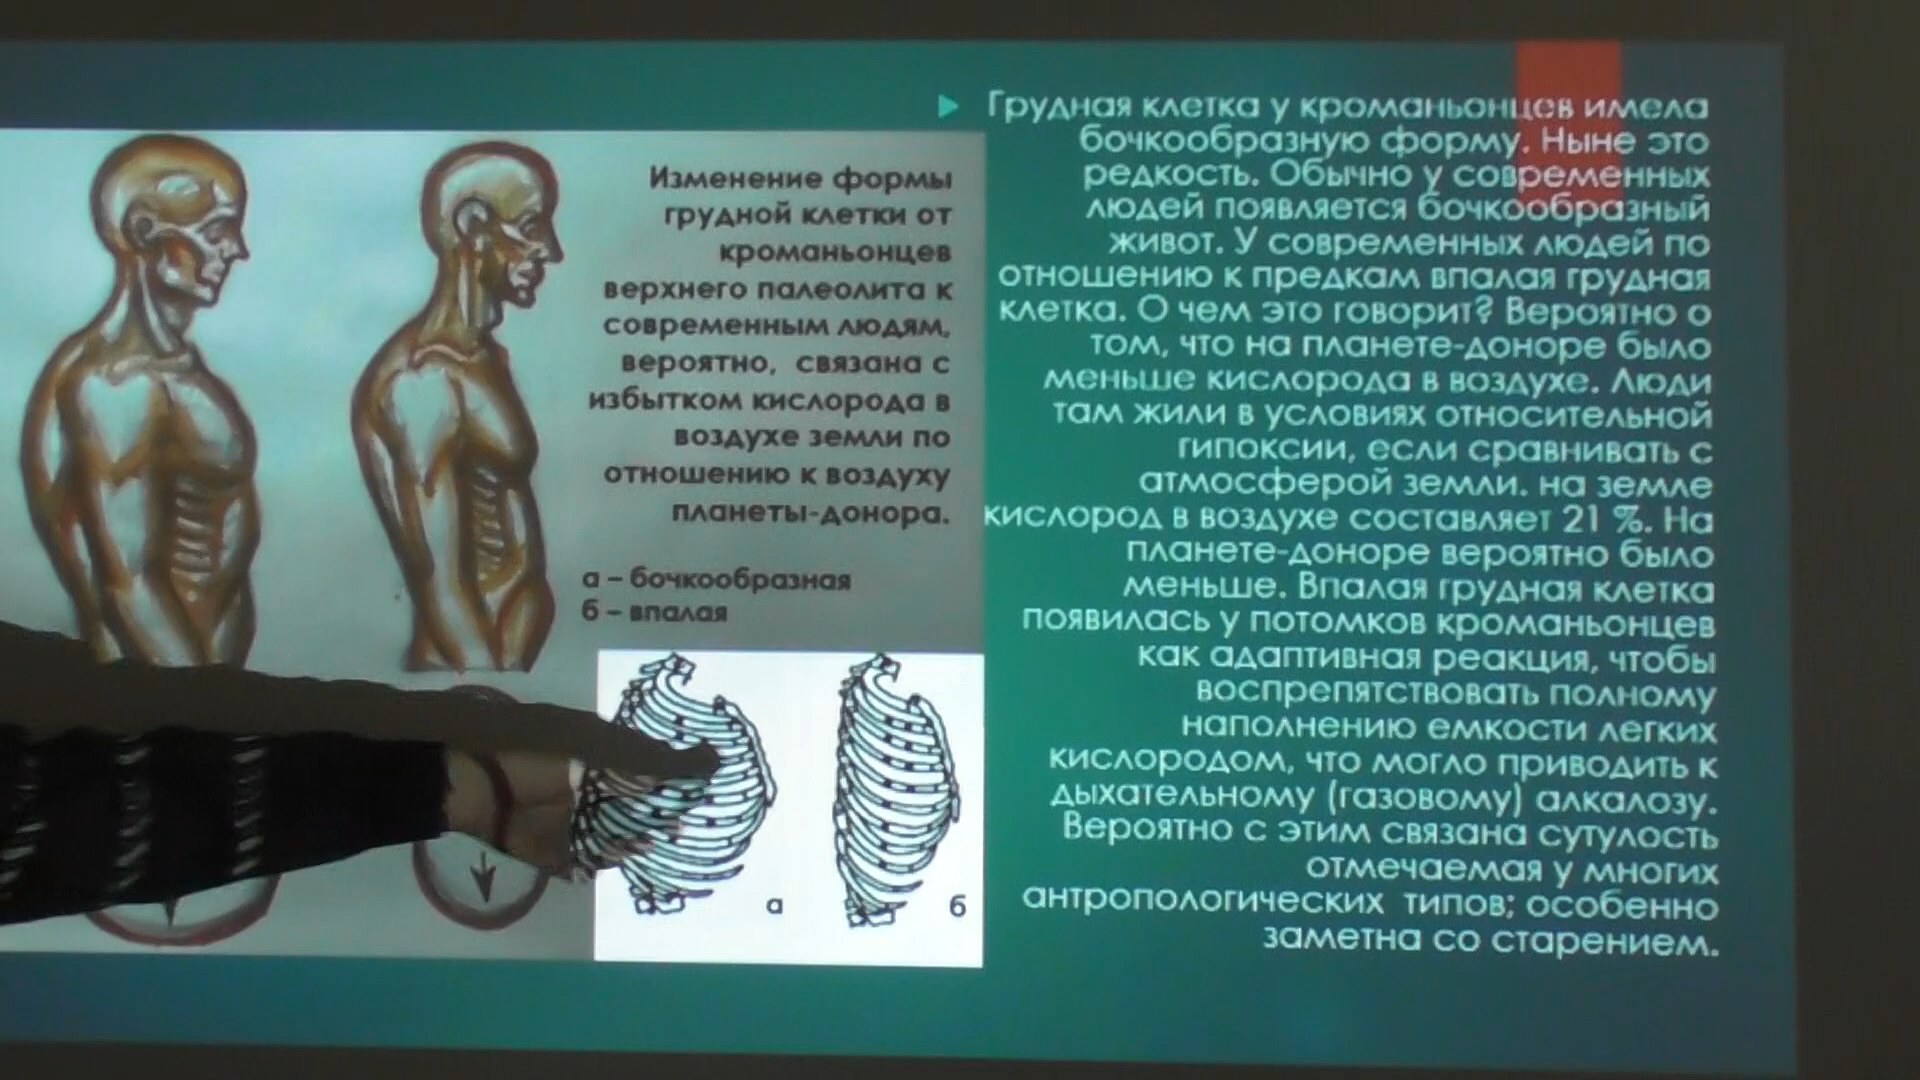 Изменение формы
грудной клетки от
кроманьонцев
верхнего палеолита к
современным людям,
вероятно, связана с
избытком кислорода в
воздухе земли по
отношению к воздуху
планеты-донора.
а – бочкообразная
б – впалая
а
б
Грудная клетка у кроманьонцев имела
бочкообразную форму. Ныне это
редкость. Обычно у современных
людей появляется бочкообразный
живот. У современных людей по
отношению к предкам впалая грудная
клетка. О чем это говорит? Вероятно о
том, что на планете-доноре было
меньше кислорода в воздухе. Люди
там жили в условиях относительной
гипоксии, если сравнивать с
атмосферой земли. на земле
кислород в воздухе составляет 21 %. На
планете-доноре вероятно было
меньше. Впалая грудная клетка
появилась у потомков кроманьонцев
как адаптивная реакция, чтобы
воспрепятствовать полному
наполнению емкости легких
кислородом, что могло приводить к
дыхательному (газовому) алкалозу.
Вероятно с этим связана сутулость
отмечаемая у многих
антропологических типов; особенно
заметна со старением.